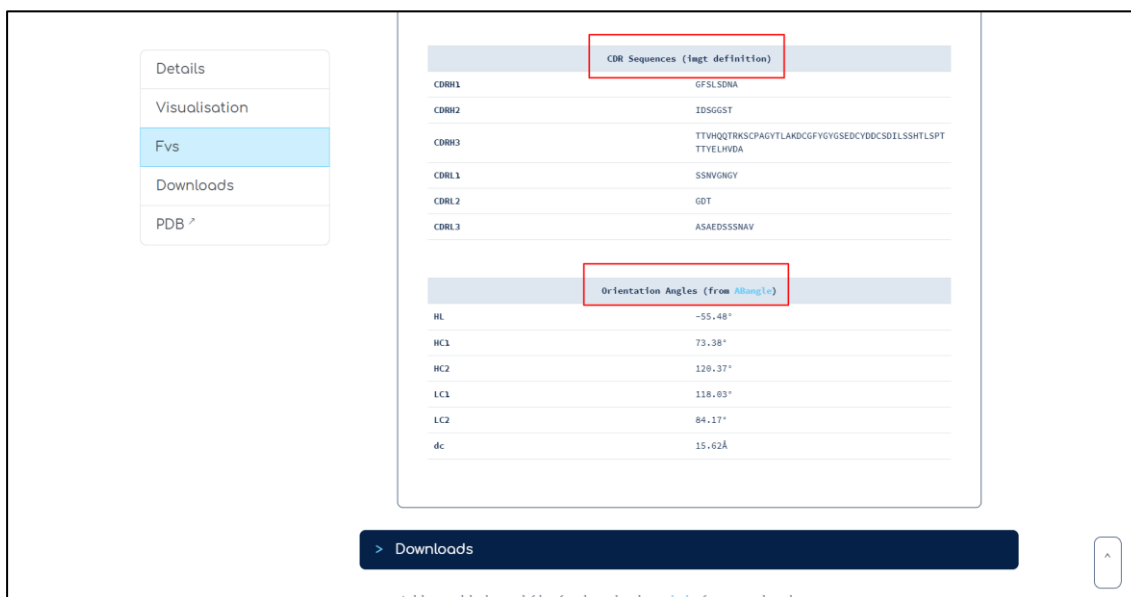 Details
Visualisation
Fvs
Downloads
PDB ↗
CDR Sequences (imgt definition)
CDRH1 GFSLSDNA
CDRH2 IDSGGST
CDRH3 TTVHQQTRKSCPAGYTLAKDCGFYGYGSEDCYDDCSDILSSHTLSPT
TTYELHVDA
CDRL1 SSNVGNGY
CDRL2 GDT
CDRL3 ASAEDSSSNAV
Orientation Angles (from ABangle)
HL -55.48°
HC1 73.38°
HC2 120.37°
LC1 118.03°
LC2 84.17°
dc 15.62Å
> Downloads